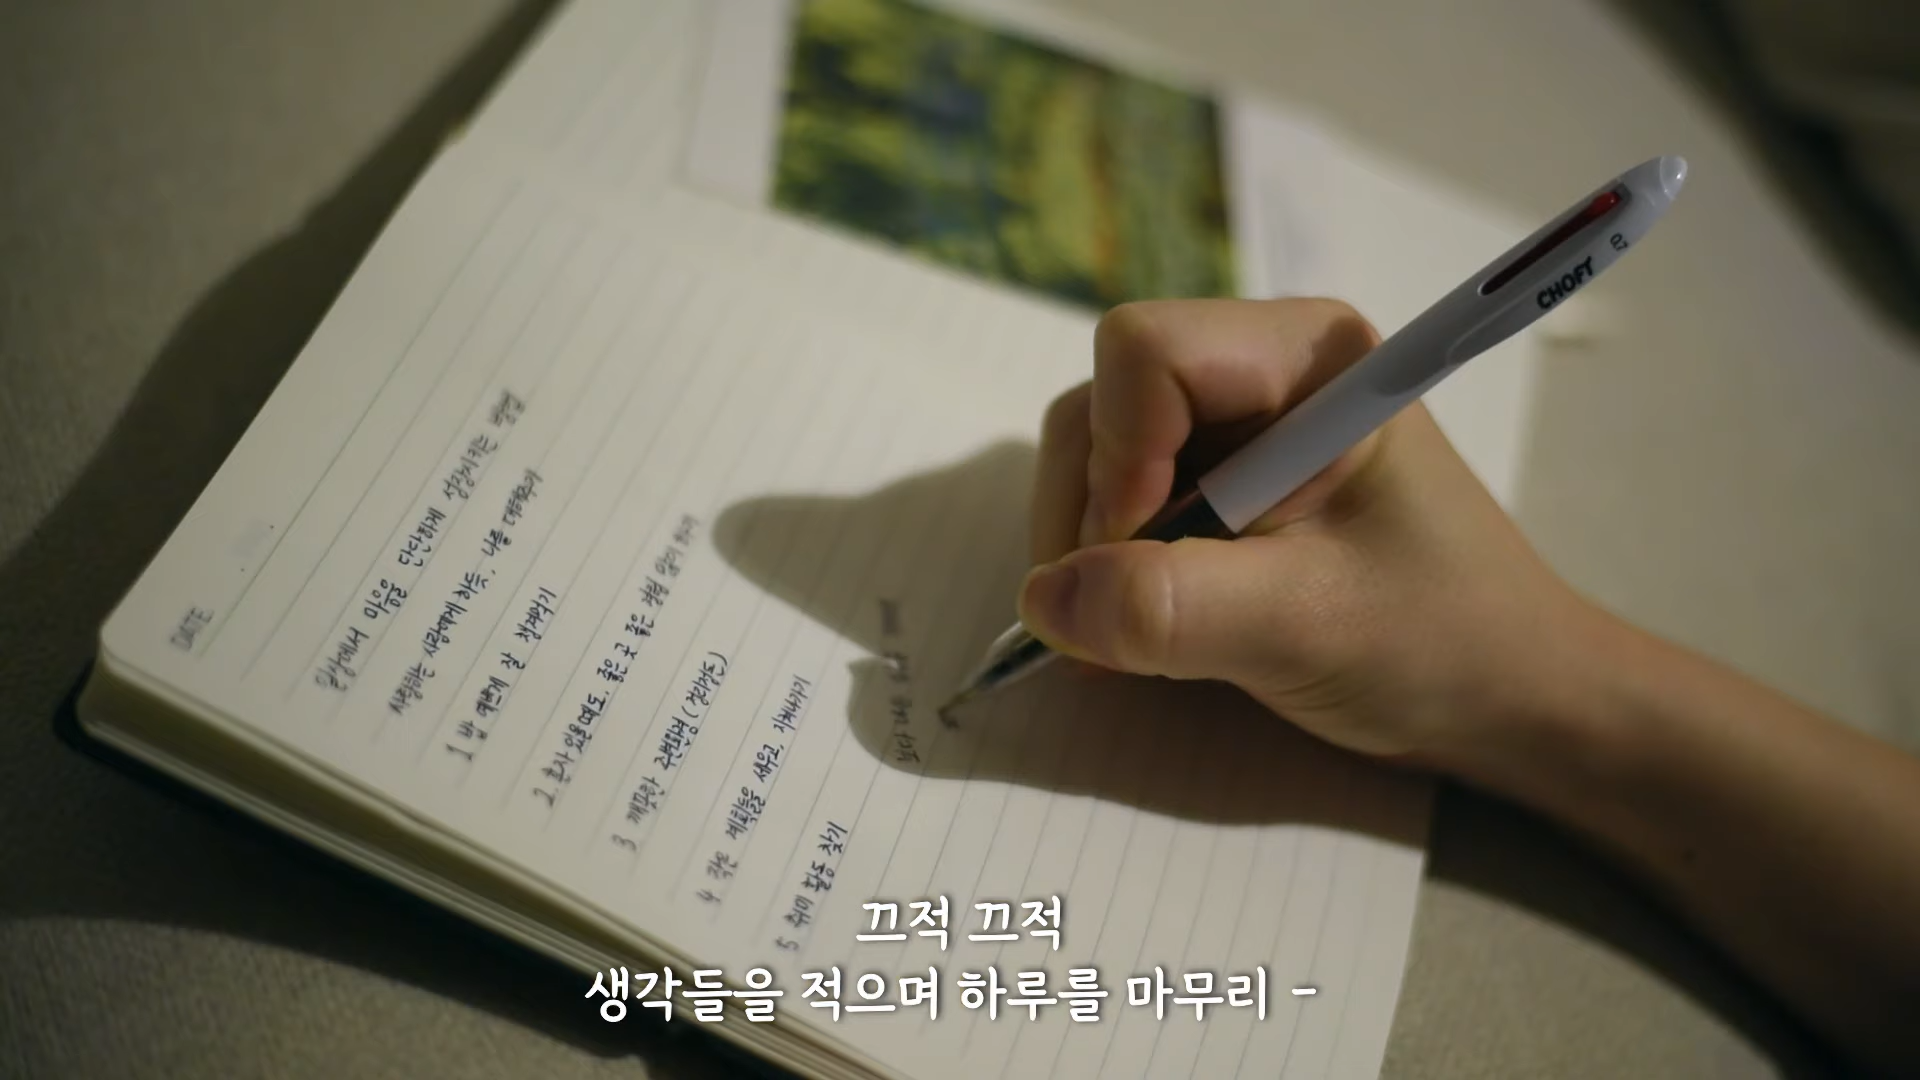 DATE
일상에서 마음을 단단하게 성장시키는 방법
사랑하는 사람에게 하듯, 나를 대해주기
1 밥 예쁘게 잘 챙겨먹기
2. 혼자 있을때도, 좋은 곳 좋은 경험 많이 하기
3 깨끗한 주변환경 (정리정돈)
4 작은 계획들을 세우고, 지켜나가기
5 취미 활동 찾기
CHOFT
0.7
끄적 끄적
생각들을 적으며 하루를 마무리 -